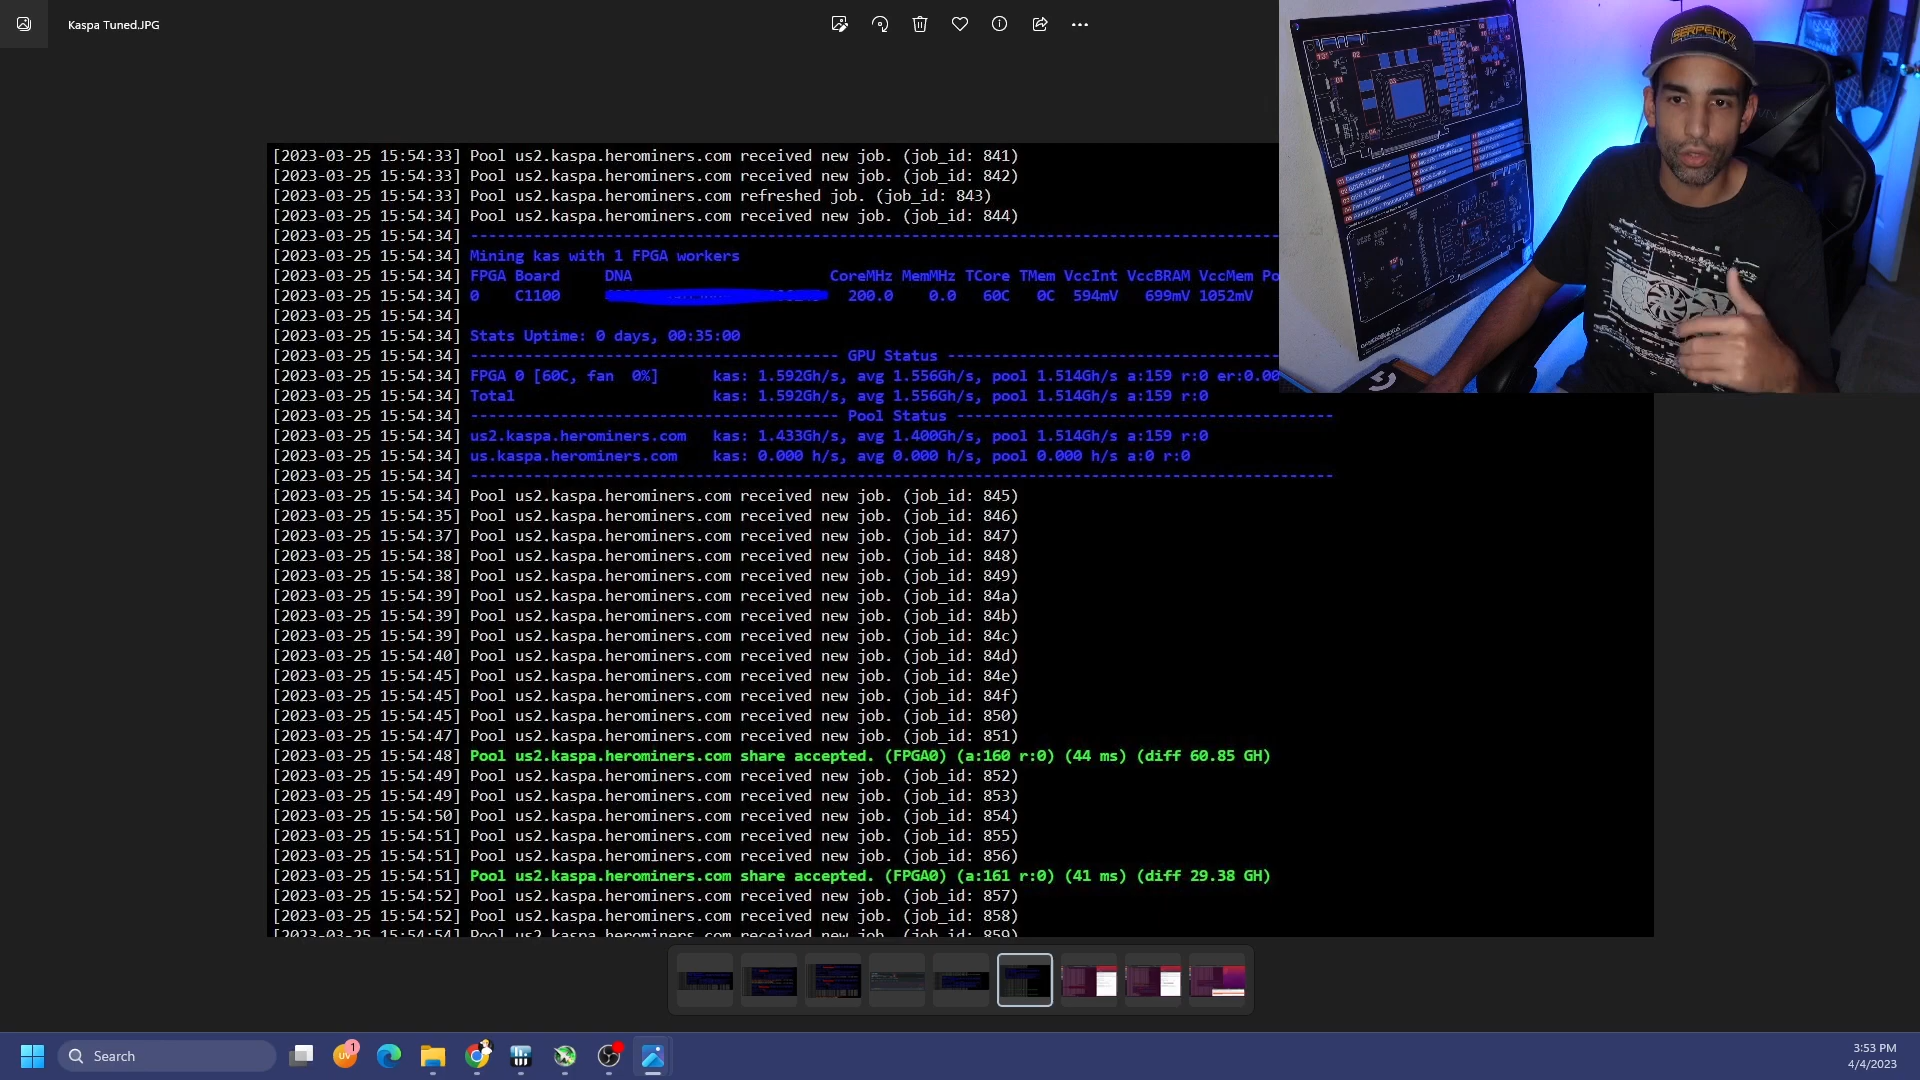 Kaspa Tuned.JPG
SERPENTX
[2023-03-25 15:54:33] Pool us2.kaspa.herominers.com received new job. (job_id: 841)
[2023-03-25 15:54:33] Pool us2.kaspa.herominers.com received new job. (job_id: 842)
[2023-03-25 15:54:33] Pool us2.kaspa.herominers.com refreshed job. (job_id: 843)
[2023-03-25 15:54:34] Pool us2.kaspa.herominers.com received new job. (job_id: 844)
[2023-03-25 15:54:34] ------------------------------------------------------------------------------------------
[2023-03-25 15:54:34] Mining kas with 1 FPGA workers
[2023-03-25 15:54:34] FPGA Board DNA CoreMHz MemMHz TCore TMem VccInt VccBRAM VccMem Po
[2023-03-25 15:54:34] 0 C1100 200.0 0.0 60C 0C 594mV 699mV 1052mV
[2023-03-25 15:54:34]
[2023-03-25 15:54:34] Stats Uptime: 0 days, 00:35:00
[2023-03-25 15:54:34] ----------------------------------------- GPU Status ------------------------------------
[2023-03-25 15:54:34] FPGA 0 [60C, fan 0%] kas: 1.592Gh/s, avg 1.556Gh/s, pool 1.514Gh/s a:159 r:0 er:0.00
[2023-03-25 15:54:34] Total kas: 1.592Gh/s, avg 1.556Gh/s, pool 1.514Gh/s a:159 r:0
[2023-03-25 15:54:34] ----------------------------------------- Pool Status ------------------------------------------
[2023-03-25 15:54:34] us2.kaspa.herominers.com kas: 1.433Gh/s, avg 1.400Gh/s, pool 1.514Gh/s a:159 r:0
[2023-03-25 15:54:34] us.kaspa.herominers.com kas: 0.000 h/s, avg 0.000 h/s, pool 0.000 h/s a:0 r:0
[2023-03-25 15:54:34] ------------------------------------------------------------------------------------------------
[2023-03-25 15:54:34] Pool us2.kaspa.herominers.com received new job. (job_id: 845)
[2023-03-25 15:54:35] Pool us2.kaspa.herominers.com received new job. (job_id: 846)
[2023-03-25 15:54:37] Pool us2.kaspa.herominers.com received new job. (job_id: 847)
[2023-03-25 15:54:38] Pool us2.kaspa.herominers.com received new job. (job_id: 848)
[2023-03-25 15:54:38] Pool us2.kaspa.herominers.com received new job. (job_id: 849)
[2023-03-25 15:54:39] Pool us2.kaspa.herominers.com received new job. (job_id: 84a)
[2023-03-25 15:54:39] Pool us2.kaspa.herominers.com received new job. (job_id: 84b)
[2023-03-25 15:54:39] Pool us2.kaspa.herominers.com received new job. (job_id: 84c)
[2023-03-25 15:54:40] Pool us2.kaspa.herominers.com received new job. (job_id: 84d)
[2023-03-25 15:54:45] Pool us2.kaspa.herominers.com received new job. (job_id: 84e)
[2023-03-25 15:54:45] Pool us2.kaspa.herominers.com received new job. (job_id: 84f)
[2023-03-25 15:54:45] Pool us2.kaspa.herominers.com received new job. (job_id: 850)
[2023-03-25 15:54:47] Pool us2.kaspa.herominers.com received new job. (job_id: 851)
[2023-03-25 15:54:48] Pool us2.kaspa.herominers.com share accepted. (FPGA0) (a:160 r:0) (44 ms) (diff 60.85 GH)
[2023-03-25 15:54:49] Pool us2.kaspa.herominers.com received new job. (job_id: 852)
[2023-03-25 15:54:49] Pool us2.kaspa.herominers.com received new job. (job_id: 853)
[2023-03-25 15:54:50] Pool us2.kaspa.herominers.com received new job. (job_id: 854)
[2023-03-25 15:54:51] Pool us2.kaspa.herominers.com received new job. (job_id: 855)
[2023-03-25 15:54:51] Pool us2.kaspa.herominers.com received new job. (job_id: 856)
[2023-03-25 15:54:51] Pool us2.kaspa.herominers.com share accepted. (FPGA0) (a:161 r:0) (41 ms) (diff 29.38 GH)
[2023-03-25 15:54:52] Pool us2.kaspa.herominers.com received new job. (job_id: 857)
[2023-03-25 15:54:52] Pool us2.kaspa.herominers.com received new job. (job_id: 858)
[2023-03-25 15:54:54] Pool us2.kaspa.herominers.com received new job. (job_id: 859)
Search
3:53 PM
4/4/2023